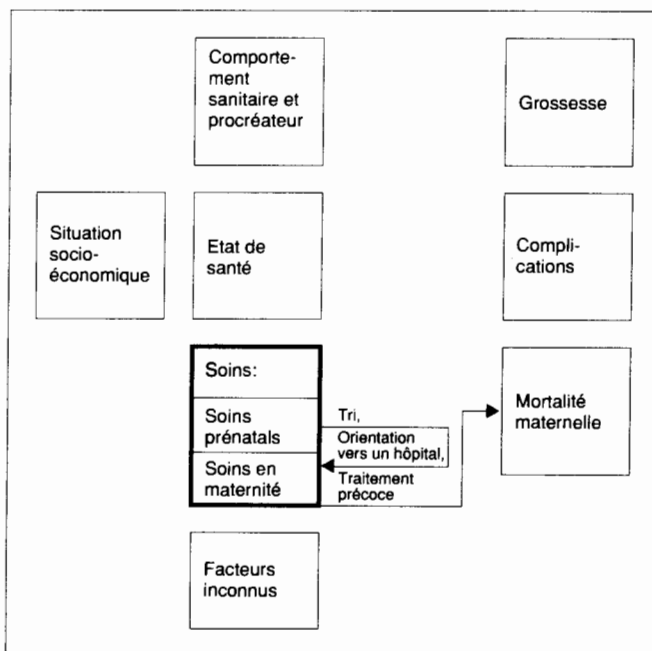 Comporte-
ment
sanitaire et
procréateur
Grossesse
Situation
socio-
économique
Etat de
santé
Compli-
cations
Soins:
Soins
prénatals
Soins en
maternité
Tri,
Orientation
vers un hôpital,
Traitement
précoce
Mortalité
maternelle
Facteurs
inconnus